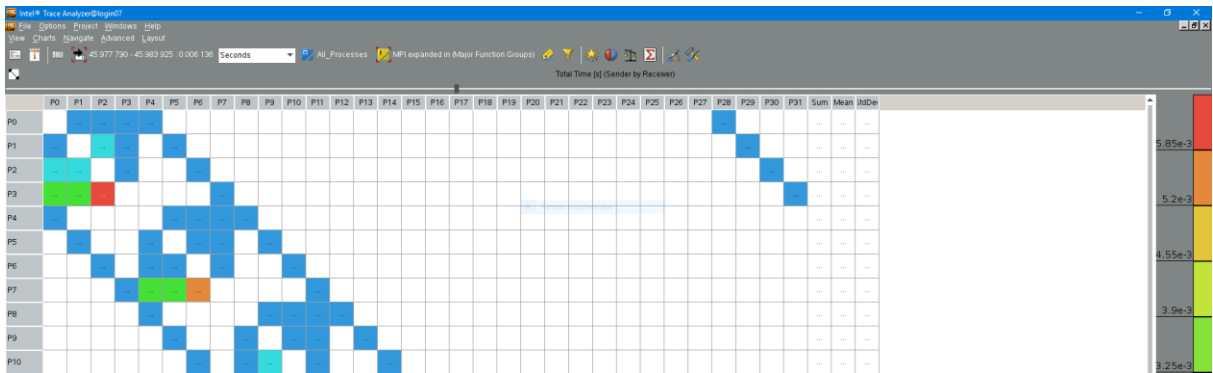 Intel® Trace Analyzer@login07
File Options Project Windows Help
View Charts Navigate Advanced Layout
45.977 790 - 45.983 925 : 0.006 136 Seconds All_Processes MPI expanded in (Major Function Groups)
Total Time [s] (Sender by Receiver)
P0 P1 P2 P3 P4 P5 P6 P7 P8 P9 P10 P11 P12 P13 P14 P15 P16 P17 P18 P19 P20 P21 P22 P23 P24 P25 P26 P27 P28 P29 P30 P31 Sum Mean StdDev
P0 ... ... ... ... ... ... ... ...
P1 ... ... ... ... ... ... ... ...
5.85e-3
P2 ... ... ... ... ... ... ... ...
P3 ... ... ... ... ... ... ... ...
5.2e-3
P4 ... ... ... ... ... ... ... ...
P5 ... ... ... ... ... ... ... ...
4.55e-3
P6 ... ... ... ... ... ... ... ...
P7 ... ... ... ... ... ... ... ...
P8 ... ... ... ... ... ... ... ...
3.9e-3
P9 ... ... ... ... ... ... ... ...
P10 ... ... ... ... ... ... ... ...
3.25e-3